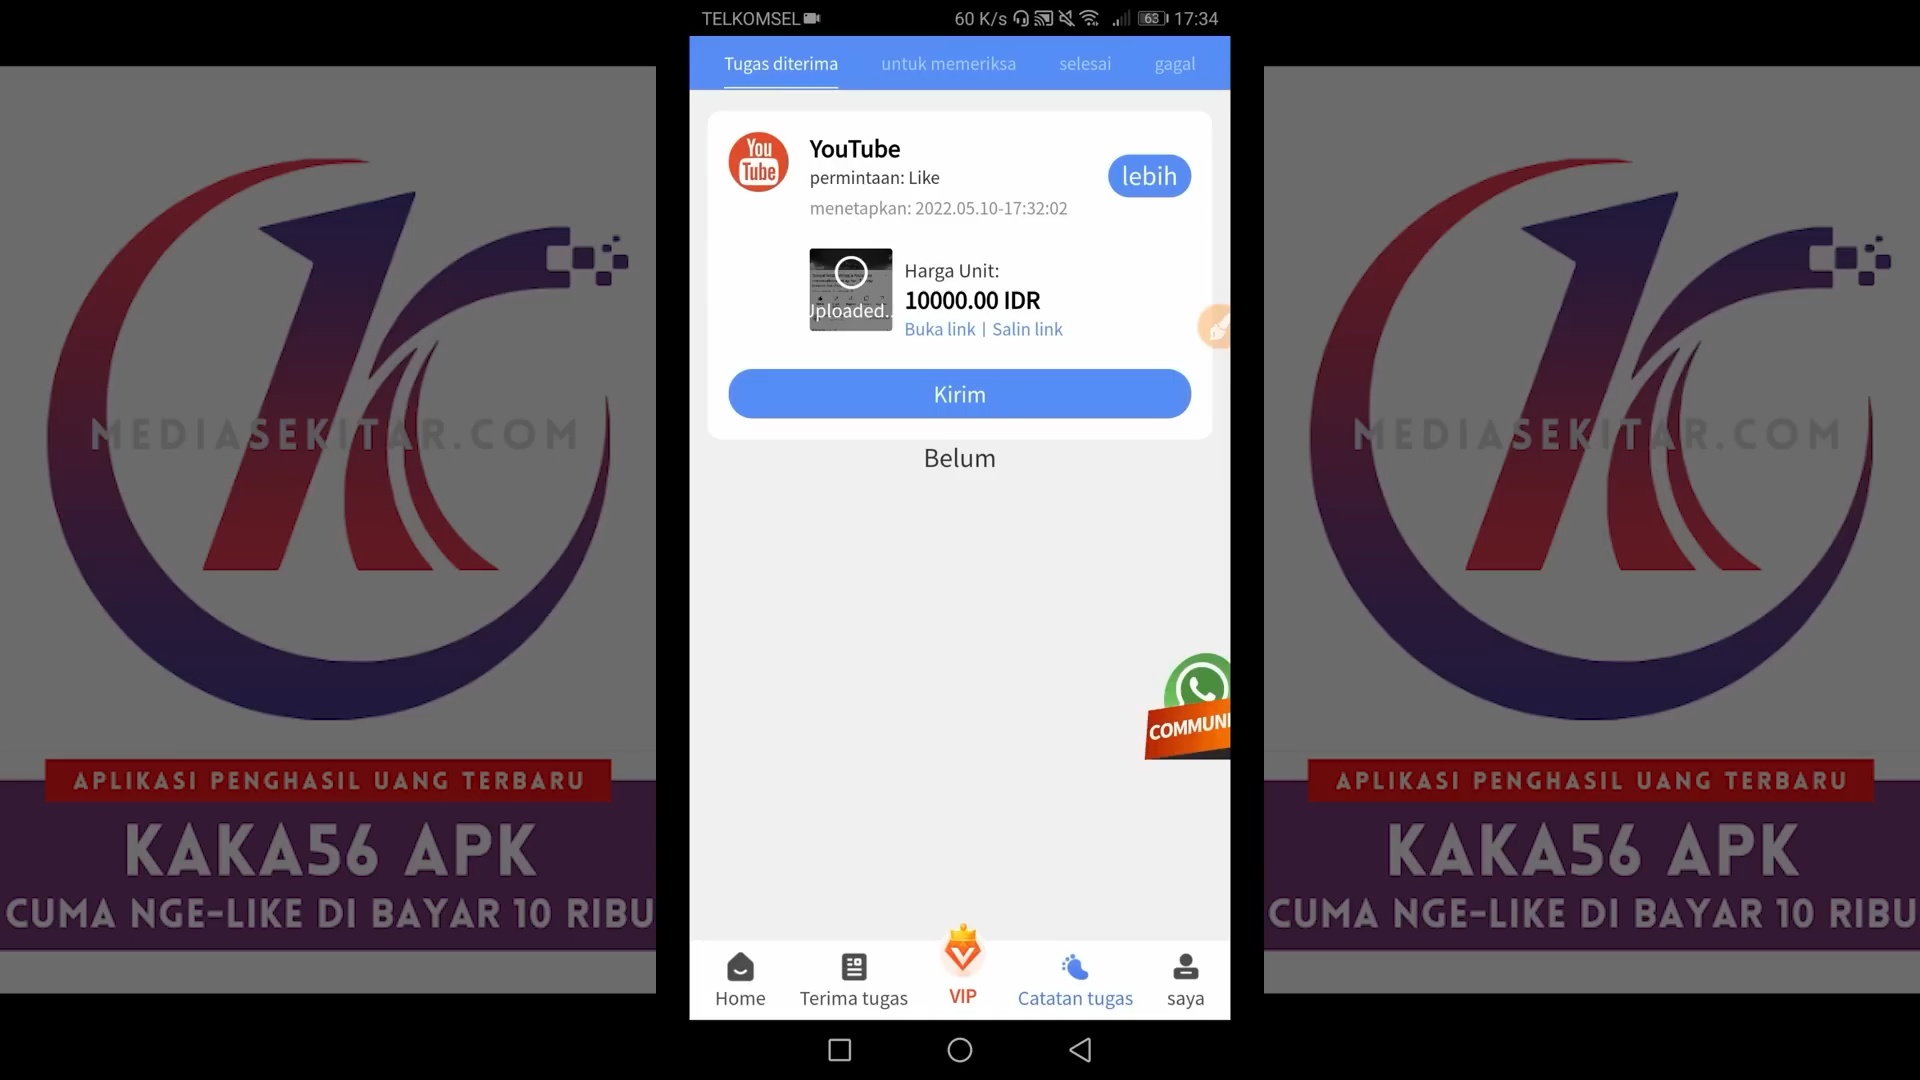 TELKOMSEL
60 K/s
63
17:34
Tugas diterima
untuk memeriksa
selesai
gagal
You
Tube
YouTube
permintaan: Like
menetapkan: 2022.05.10-17:32:02
lebih
Uploaded..
Harga Unit:
10000.00 IDR
Buka link | Salin link
Kirim
Belum
COMMUNI
Home
Terima tugas
V
VIP
Catatan tugas
saya
MEDIASEKITAR.COM
APLIKASI PENGHASIL UANG TERBARU
KAKA56 APK
CUMA NGE-LIKE DI BAYAR 10 RIBU
MEDIASEKITAR.COM
APLIKASI PENGHASIL UANG TERBARU
KAKA56 APK
CUMA NGE-LIKE DI BAYAR 10 RIBU